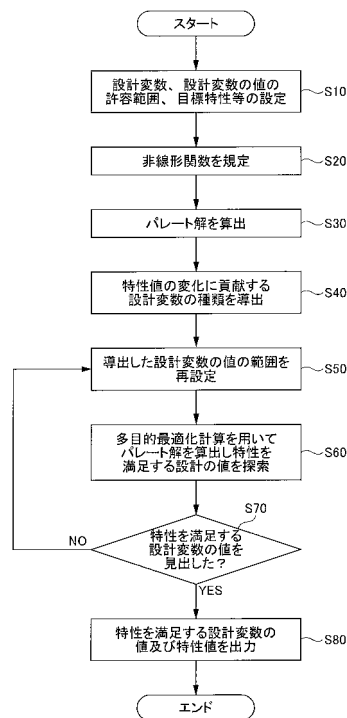 スタート
設計変数、設計変数の値の
許容範囲、目標特性等の設定
S10
非線形関数を規定
S20
パレート解を算出
S30
特性値の変化に貢献する
設計変数の種類を導出
S40
導出した設計変数の値の範囲を
再設定
S50
多目的最適化計算を用いて
パレート解を算出し特性を
満足する設計の値を探索
S60
S70
特性を満足する
設計変数の値を
見出した？
NO
YES
特性を満足する設計変数の
値及び特性値を出力
S80
エンド